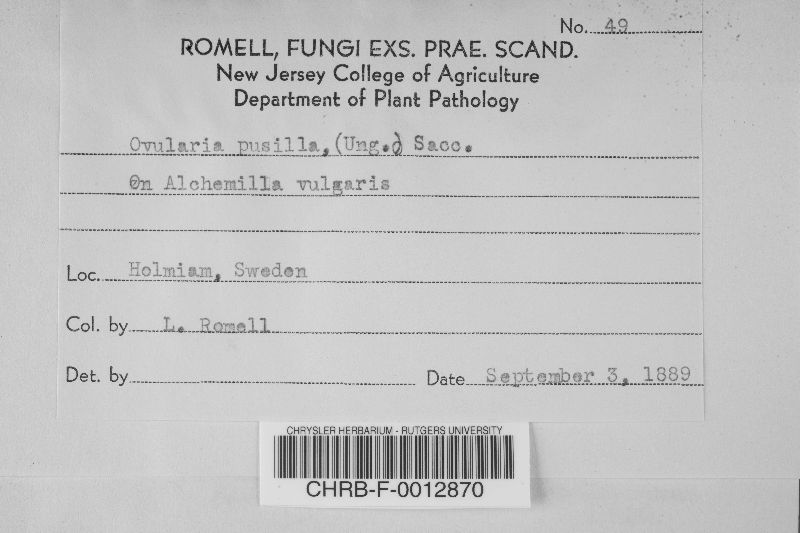 No. 49
ROMELL, FUNGI EXS. PRAE. SCAND.
New Jersey College of Agriculture
Department of Plant Pathology
Ovularia pusilla, (Ung.) Sacc.
On Alchemilla vulgaris
Loc. Holmiam, Sweden
Col. by L. Romell
Det. by
Date September 3, 1889
CHRYSLER HERBARIUM - RUTGERS UNIVERSITY
CHRB-F-0012870